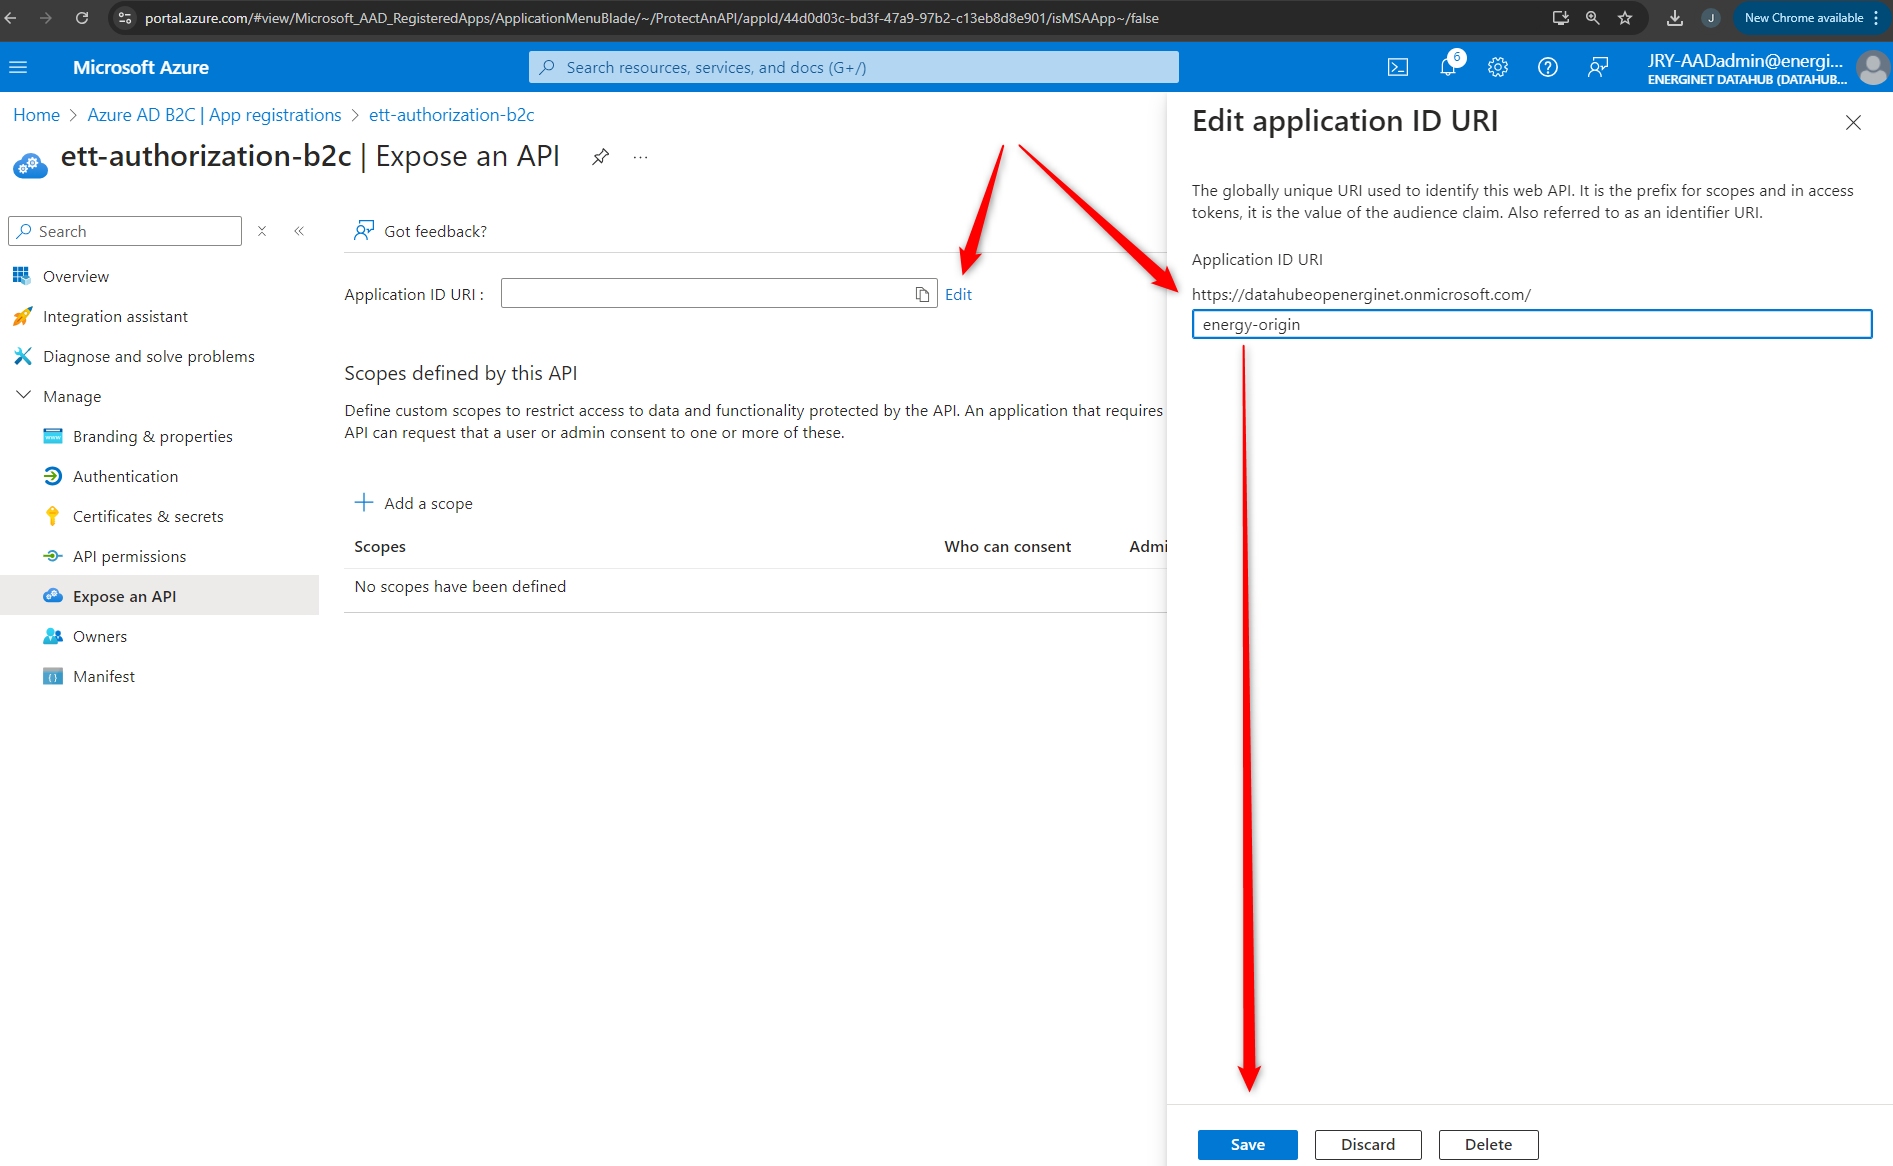 portal.azure.com/#view/Microsoft_AAD_RegisteredApps/ApplicationMenuBlade/~/ProtectAnAPI/appId/44d0d03c-bd3f-47a9-97b2-c13eb8d8e901/isMSAApp~/false
J
New Chrome available
Microsoft Azure
Search resources, services, and docs (G+/)
6
JRY-AADadmin@energi...
ENERGINET DATAHUB (DATAHUB...
Home > Azure AD B2C | App registrations > ett-authorization-b2c
ett-authorization-b2c | Expose an API
...
Search
Overview
Integration assistant
Diagnose and solve problems
Manage
Branding & properties
Authentication
Certificates & secrets
API permissions
Expose an API
Owners
Manifest
Got feedback?
Application ID URI :
Edit
Scopes defined by this API
Define custom scopes to restrict access to data and functionality protected by the API. An application that requires
API can request that a user or admin consent to one or more of these.
Add a scope
Scopes Who can consent Admi
No scopes have been defined
Edit application ID URI
The globally unique URI used to identify this web API. It is the prefix for scopes and in access
tokens, it is the value of the audience claim. Also referred to as an identifier URI.
Application ID URI
https://datahubeopenerginet.onmicrosoft.com/
energy-origin
Save Discard Delete